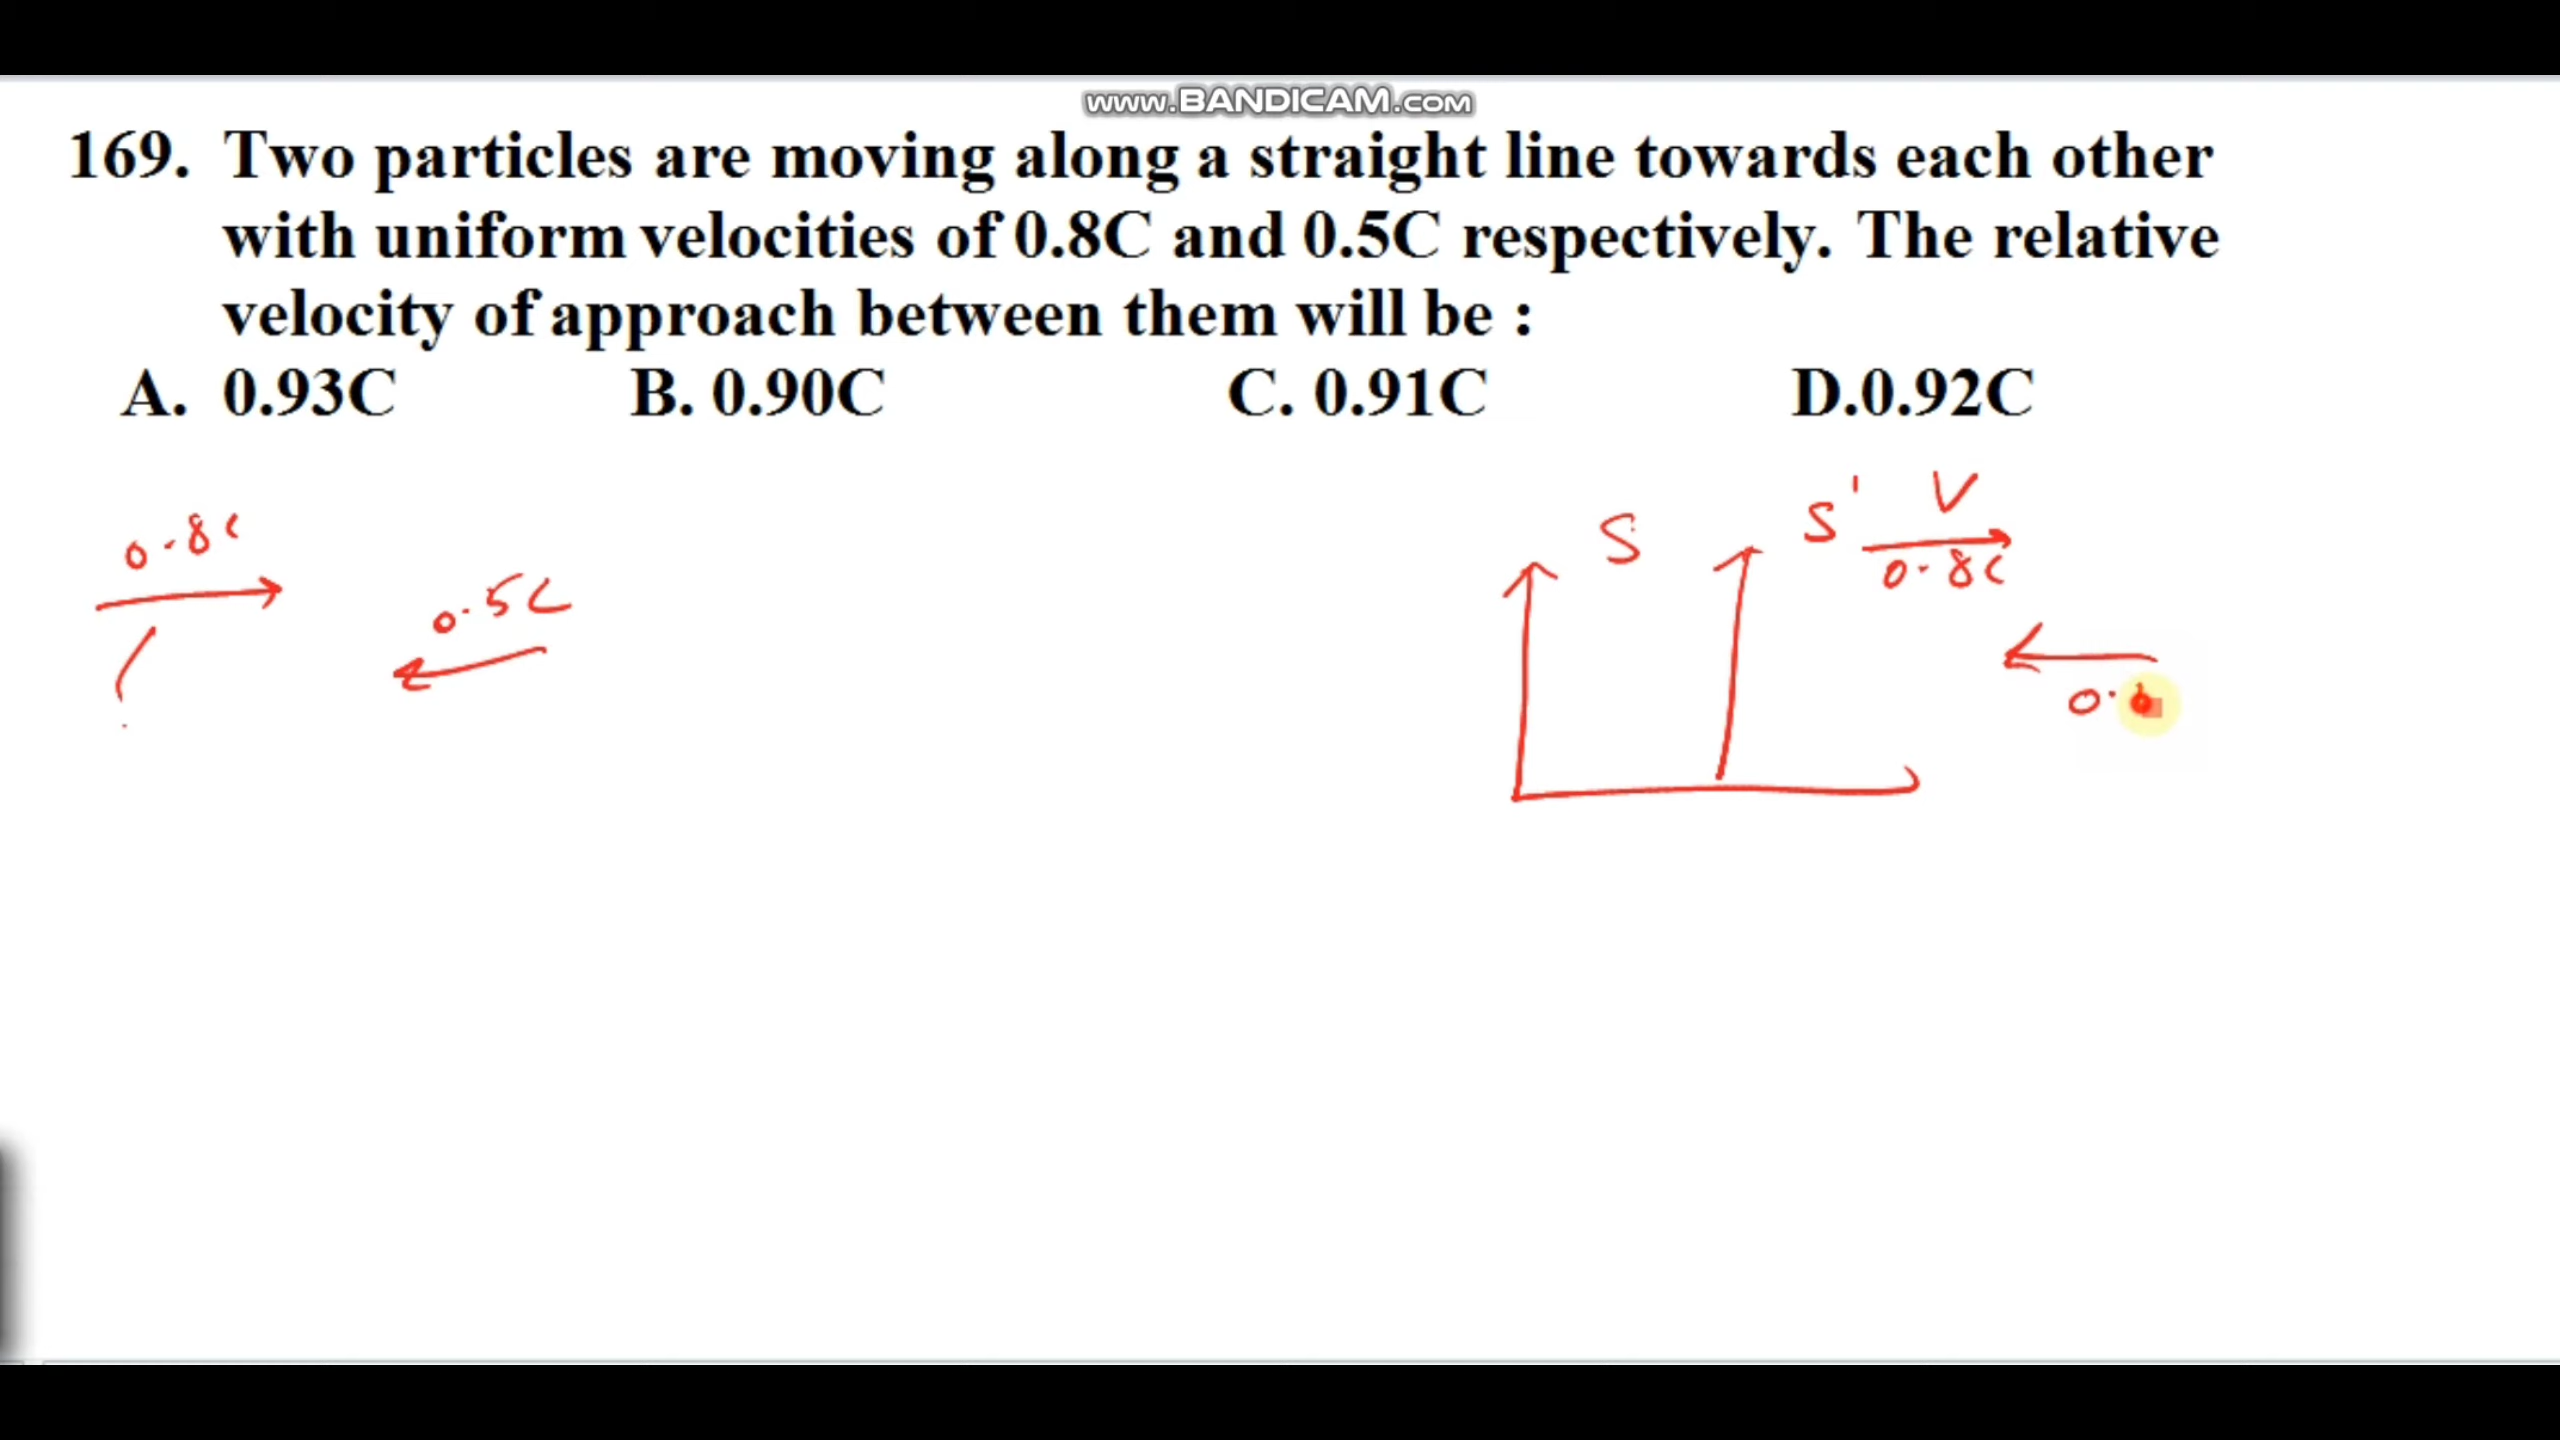 www.BANDICAM.com
169. Two particles are moving along a straight line towards each other
with uniform velocities of 0.8C and 0.5C respectively. The relative
velocity of approach between them will be :
A. 0.93C B. 0.90C C. 0.91C D.0.92C
0.8C
0.5C
S
S' V
0.8C
0.